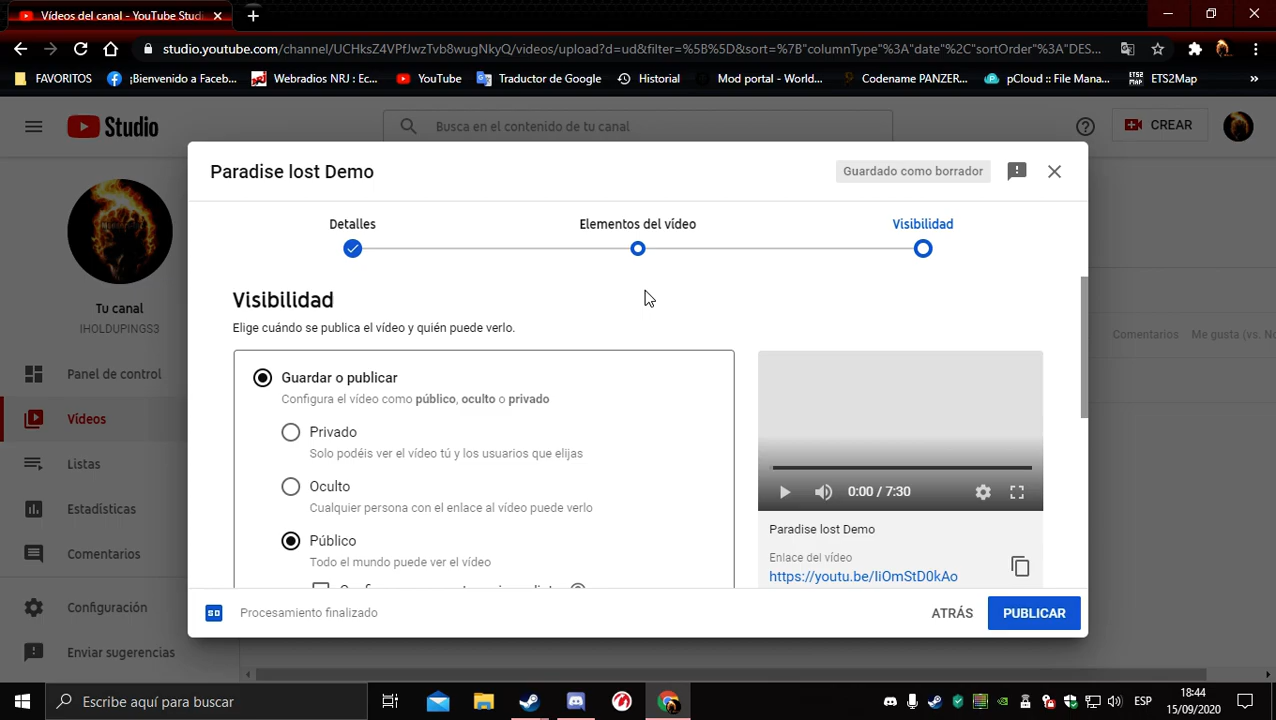 Vídeos del canal - YouTube Studi
studio.youtube.com/channel/UCHksZ4VPfJwzTvb8wugNkyQ/videos/upload?d=ud&filter=%5B%5D&sort=%7B"columnType"%3A"date"%2C"sortOrder"%3A"DES...
FAVORITOS ¡Bienvenido a Faceb... Webradios NRJ : Ec... YouTube Traductor de Google Historial Mod portal - World... Codename PANZER... pCloud :: File Mana... ETS2Map »
Studio
Busca en el contenido de tu canal
CREAR
Paradise lost Demo
Guardado como borrador
Detalles
Elementos del vídeo
Visibilidad
Tu canal
IHOLDUPINGS3
Panel de control
Vídeos
Listas
Estadísticas
Comentarios
Configuración
Enviar sugerencias
Visibilidad
Elige cuándo se publica el vídeo y quién puede verlo.
Guardar o publicar
Configura el vídeo como público, oculto o privado
Privado
Solo podéis ver el vídeo tú y los usuarios que elijas
Oculto
Cualquier persona con el enlace al vídeo puede verlo
Público
Todo el mundo puede ver el vídeo
0:00 / 7:30
Paradise lost Demo
Enlace del vídeo
https://youtu.be/IiOmStD0kAo
Comentarios Me gusta (vs. No
SD Procesamiento finalizado
ATRÁS
PUBLICAR
Escribe aquí para buscar
ESP
18:44
15/09/2020